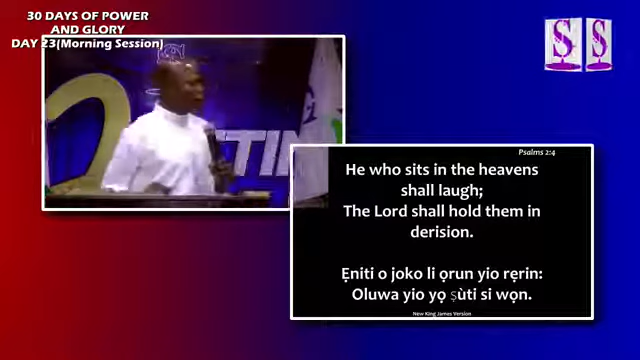 30 DAYS OF POWER
AND GLORY
DAY 23(Morning Session)
Psalms 2:4
He who sits in the heavens
shall laugh;
The Lord shall hold them in
derision.
Ẹniti o joko li ọrun yio rẹrin:
Oluwa yio yọ ṣùti si wọn.
New King James Version
S S